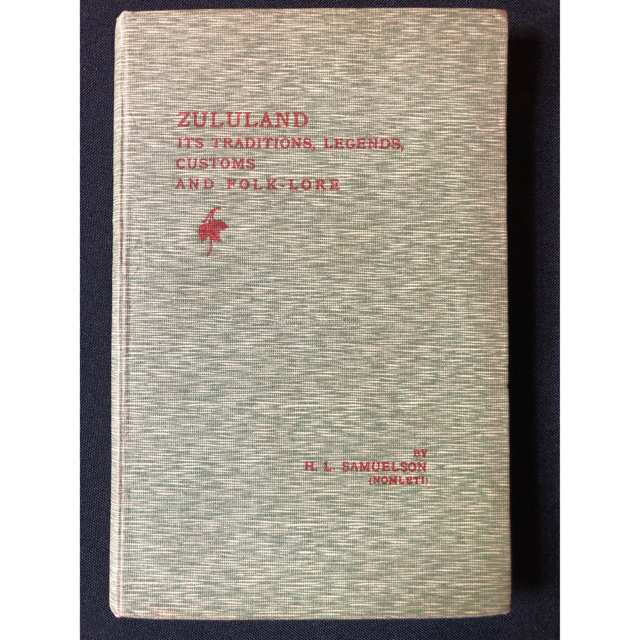 ZULULAND
ITS TRADITIONS, LEGENDS,
CUSTOMS
AND FOLK-LORE
BY
H. L. SAMUELSON
(NOMLETI)